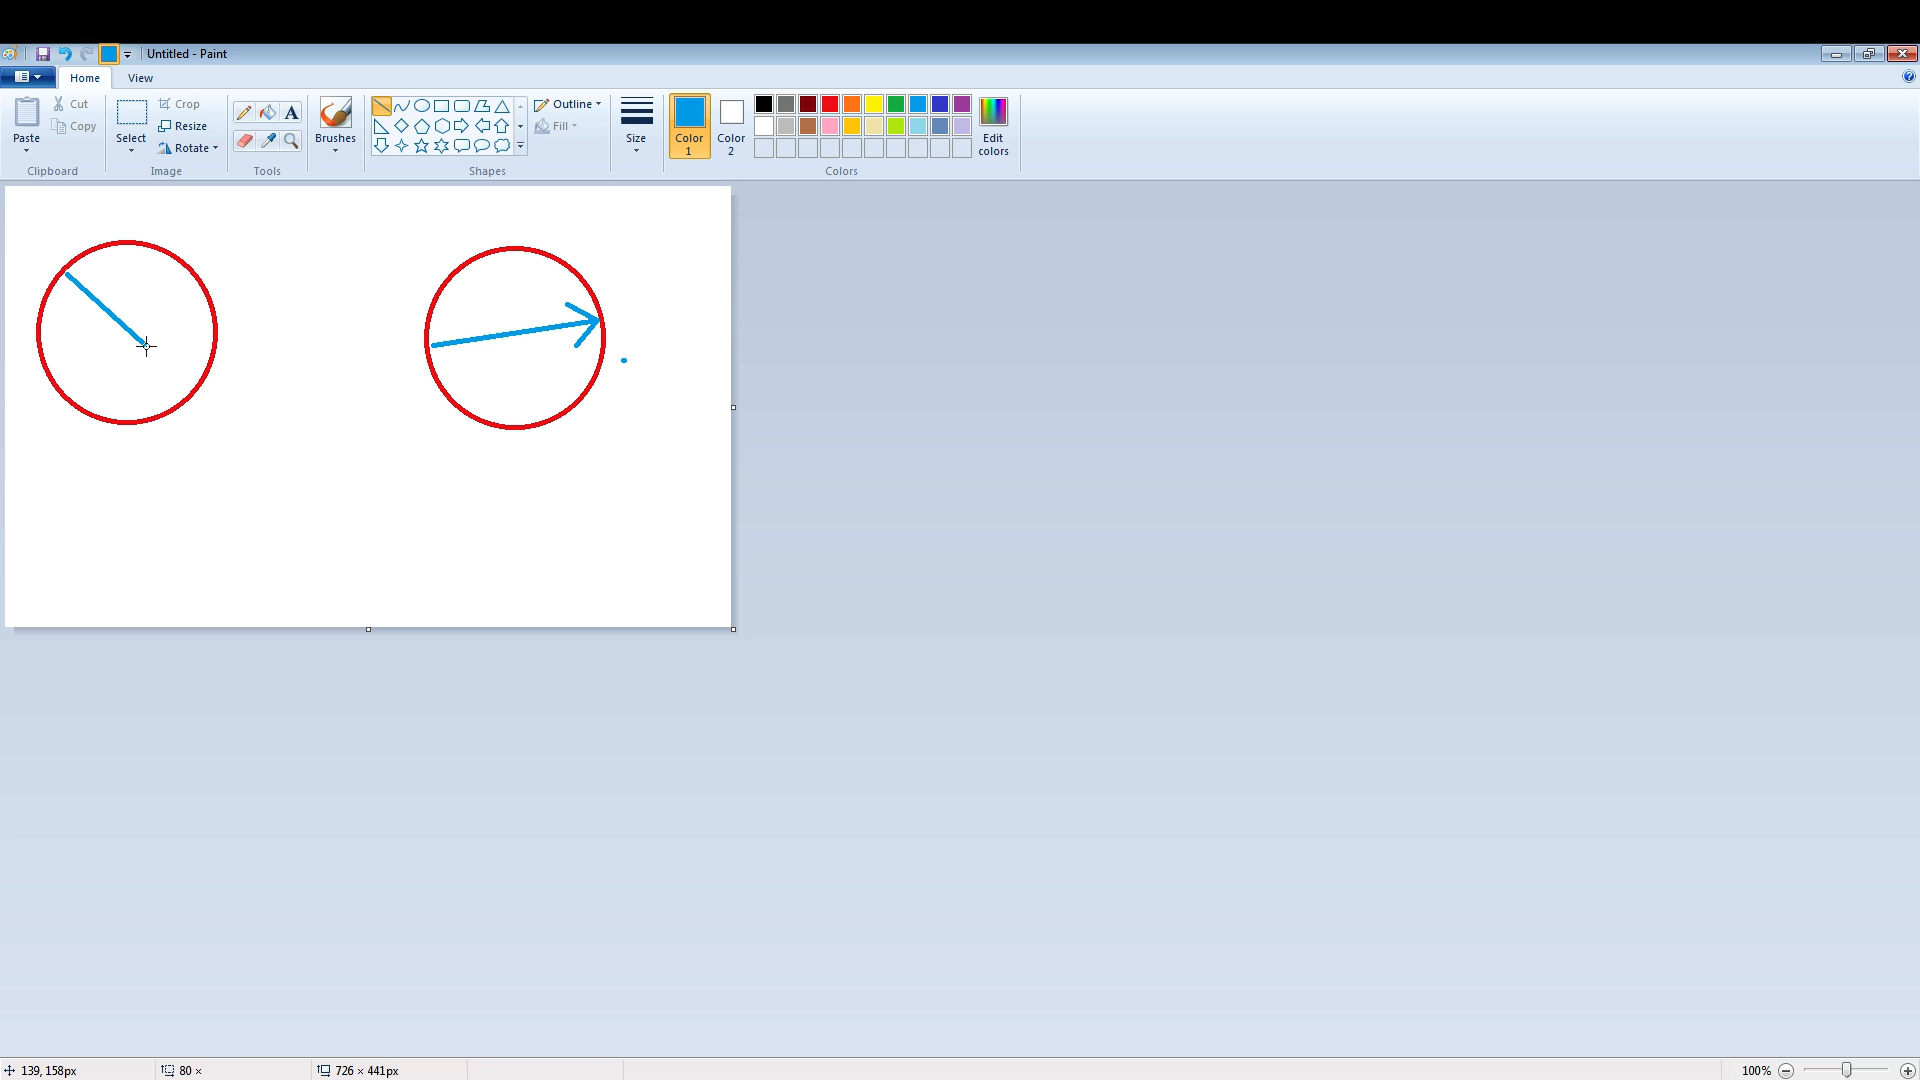 Untitled - Paint
Home View
Paste
Cut
Copy
Clipboard
Select
Crop
Resize
Rotate
Image
A
Tools
Brushes
Outline
Fill
Shapes
Size
Color 1
Color 2
Edit colors
Colors
139, 158px
80 ×
726 × 441px
100%